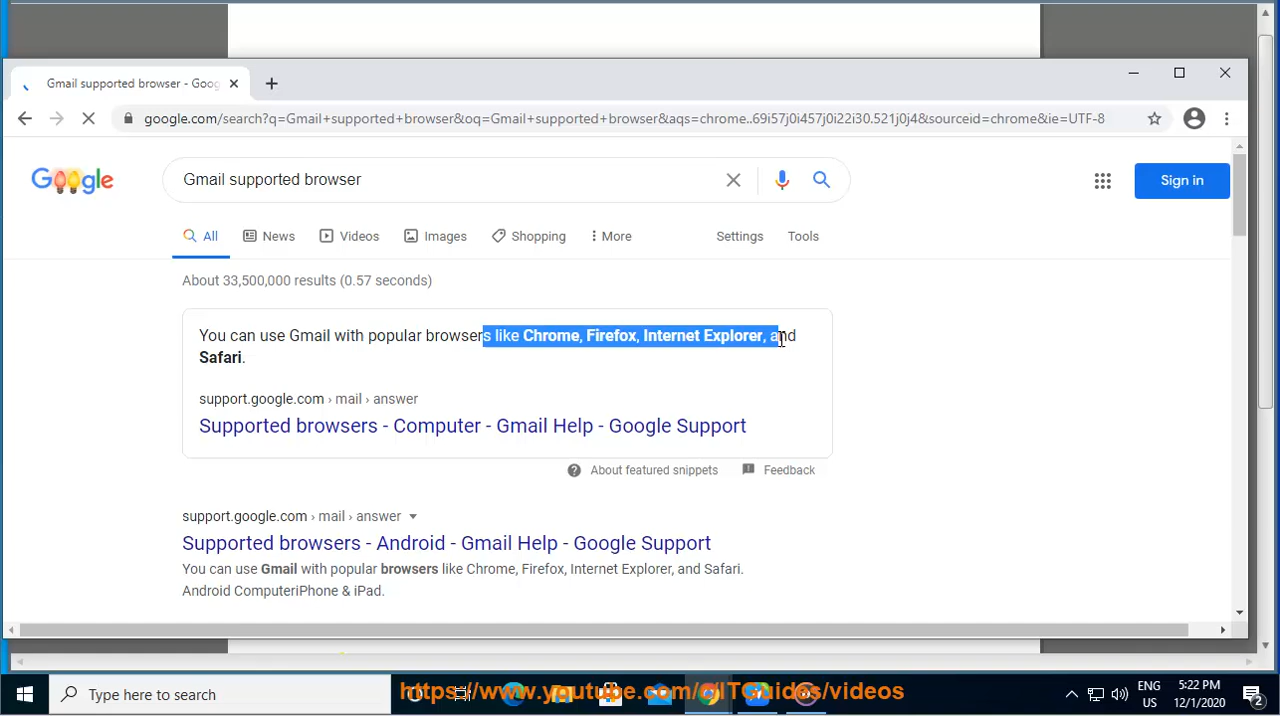 Gmail supported browser - Goog
google.com/search?q=Gmail+supported+browser&oq=Gmail+supported+browser&aqs=chrome..69i57j0i457j0i22i30.521j0j4&sourceid=chrome&ie=UTF-8
Google
Gmail supported browser
Sign in
All News Videos Images Shopping More Settings Tools
About 33,500,000 results (0.57 seconds)
You can use Gmail with popular browsers like Chrome, Firefox, Internet Explorer, and
Safari.
support.google.com › mail › answer
Supported browsers - Computer - Gmail Help - Google Support
About featured snippets Feedback
support.google.com › mail › answer
Supported browsers - Android - Gmail Help - Google Support
You can use Gmail with popular browsers like Chrome, Firefox, Internet Explorer, and Safari.
Android ComputeriPhone & iPad.
Type here to search
https://www.youtube.com/c/ITGuides/videos
ENG
US
5:22 PM
12/1/2020
2